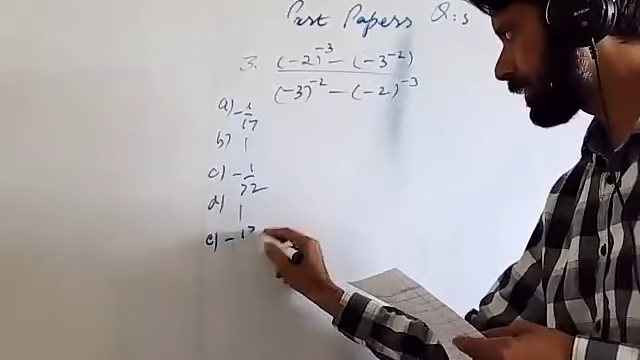 Past Papers Q:s
3. (-2)⁻³ - (-3⁻²)
(-3)⁻² - (-2)⁻³
a) -1/17
b) 1
c) -1/72
d) 1
e) -17